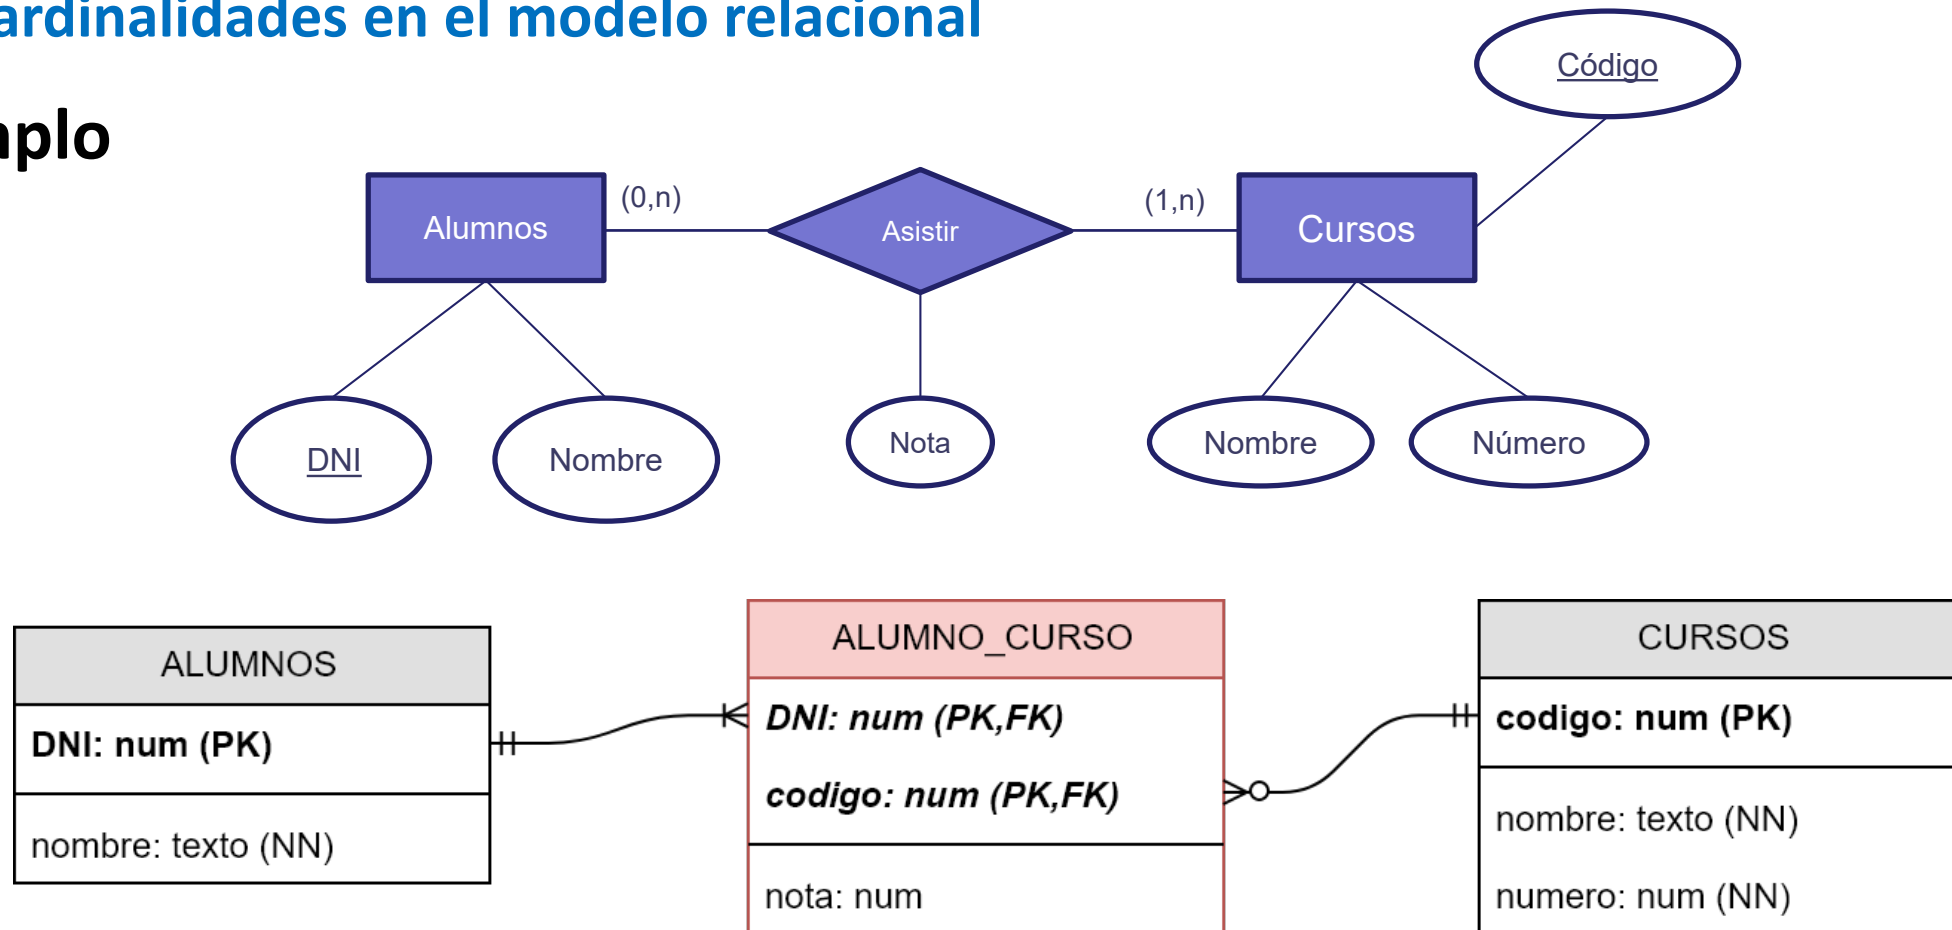 ardinalidades en el modelo relacional
Código
nplo
(0,n)
(1,n)
Alumnos
Asistir
Cursos
DNI
Nombre
Nota
Nombre
Número
ALUMNOS
DNI: num (PK)
nombre: texto (NN)
ALUMNO_CURSO
DNI: num (PK,FK)
codigo: num (PK,FK)
nota: num
CURSOS
codigo: num (PK)
nombre: texto (NN)
numero: num (NN)